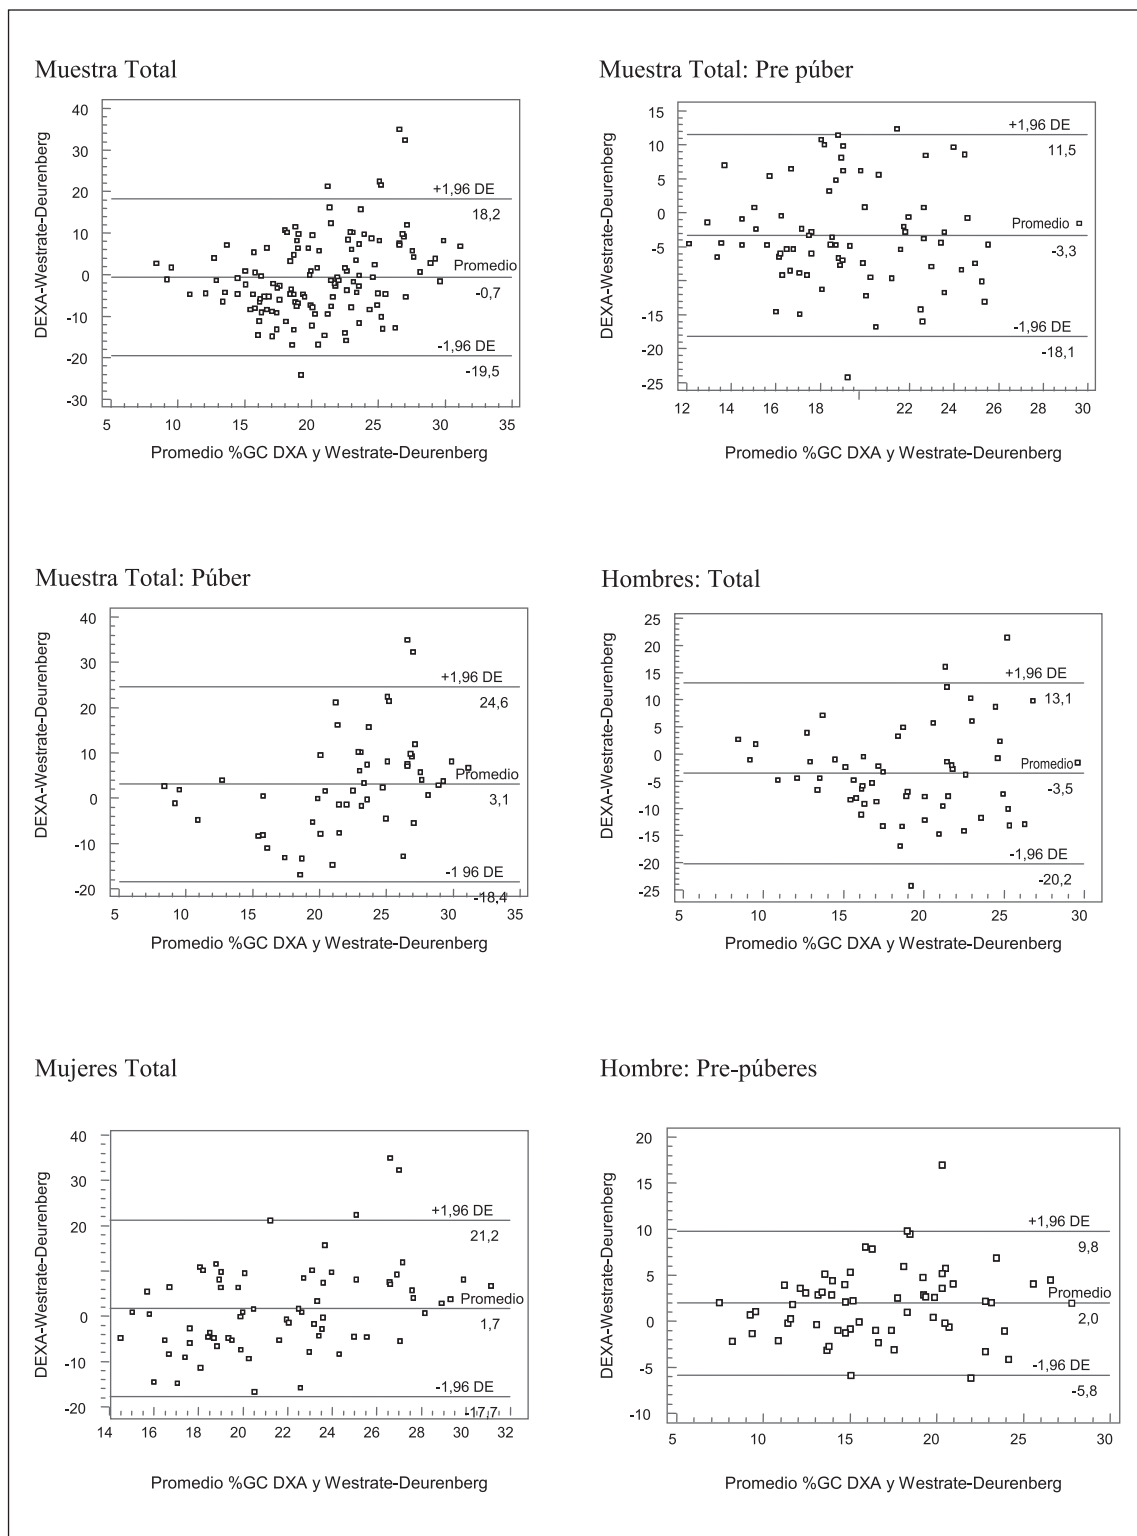 Muestra Total
DEXA-Westrate-Deurenberg
40
30
20
10
0
-10
-20
-30
+1,96 DE
18,2
Promedio
-0,7
-1,96 DE
-19,5
5 10 15 20 25 30 35
Promedio %GC DXA y Westrate-Deurenberg
Muestra Total: Pre púber
DEXA-Westrate-Deurenberg
15
10
5
0
-5
-10
-15
-20
-25
+1,96 DE
11,5
Promedio
-3,3
-1,96 DE
-18,1
12 14 16 18 22 24 26 28 30
Promedio %GC DXA y Westrate-Deurenberg
Muestra Total: Púber
DEXA-Westrate-Deurenberg
40
30
20
10
0
-10
-20
+1,96 DE
24,6
Promedio
3,1
-1 96 DE
-18,4
5 10 15 20 25 30 35
Promedio %GC DXA y Westrate-Deurenberg
Hombres: Total
DEXA-Westrate-Deurenberg
25
20
15
10
5
0
-5
-10
-15
-20
-25
+1,96 DE
13,1
Promedio
-3,5
-1,96 DE
-20,2
5 10 15 20 25 30
Promedio %GC DXA y Westrate-Deurenberg
Mujeres Total
DEXA-Westrate-Deurenberg
40
30
20
10
0
-10
-20
+1,96 DE
21,2
Promedio
1,7
-1,96 DE
-17,7
14 16 18 20 22 24 26 28 30 32
Promedio %GC DXA y Westrate-Deurenberg
Hombre: Pre-púberes
DEXA-Westrate-Deurenberg
20
15
10
5
0
-5
-10
+1,96 DE
9,8
Promedio
2,0
-1,96 DE
-5,8
5 10 15 20 25 30
Promedio %GC DXA y Westrate-Deurenberg